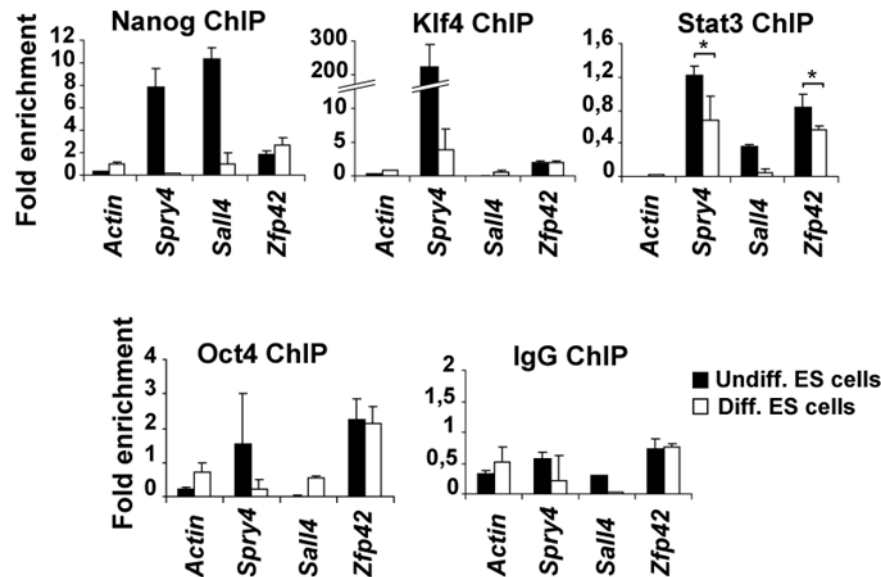 Nanog ChIP
Klf4 ChIP
Stat3 ChIP
Fold enrichment
12
10
8
6
4
2
0
Actin
Spry4
Sall4
Zfp42
300
200
10
5
0
Actin
Spry4
Sall4
Zfp42
1,6
1,2
0,8
0,4
0
*
*
Actin
Spry4
Sall4
Zfp42
Oct4 ChIP
IgG ChIP
Fold enrichment
4
3
2
1
0
Actin
Spry4
Sall4
Zfp42
2
1,5
1
0,5
0
Actin
Spry4
Sall4
Zfp42
Undiff. ES cells
Diff. ES cells